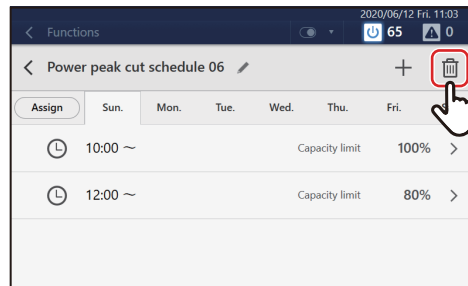 2020/06/12 Fri. 11:03
Functions 65 0
Power peak cut schedule 06
Assign Sun. Mon. Tue. Wed. Thu. Fri.
10:00 ~ Capacity limit 100%
12:00 ~ Capacity limit 80%